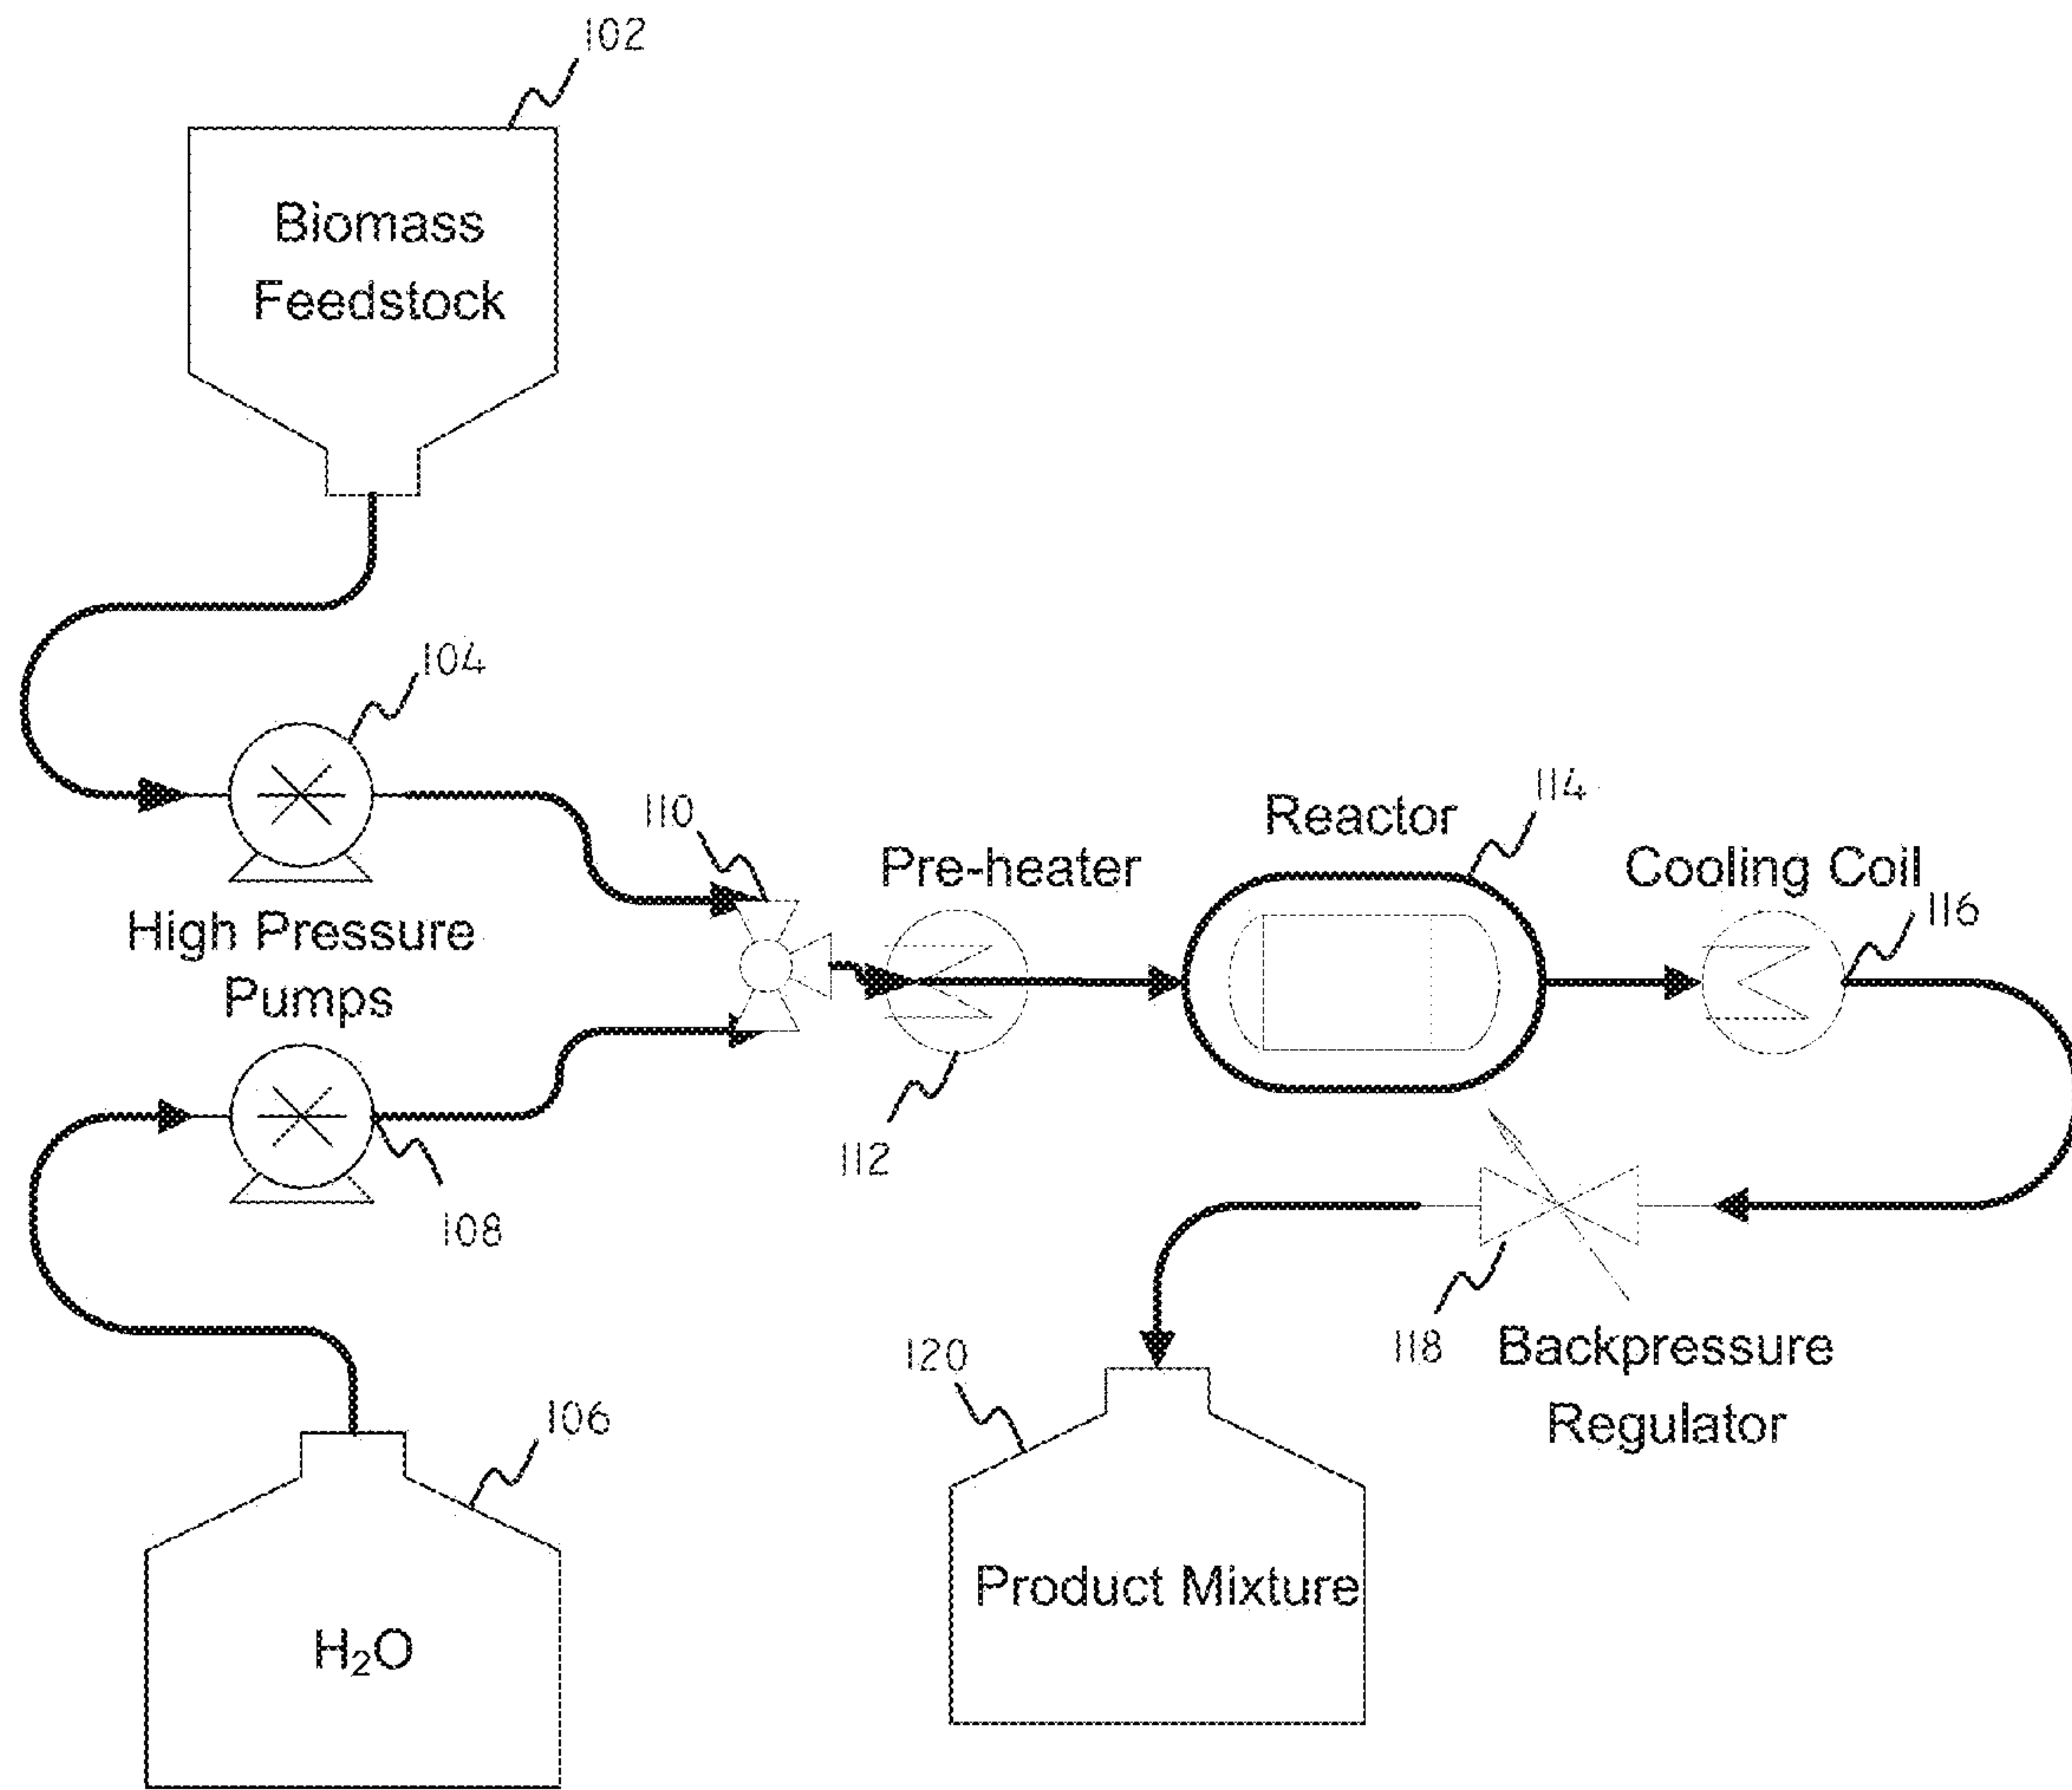 102
Biomass
Feedstock
104
High Pressure
Pumps
108
106
H₂O
110
Pre-heater
112
Reactor
114
Cooling Coil
116
118
Backpressure
Regulator
120
Product Mixture